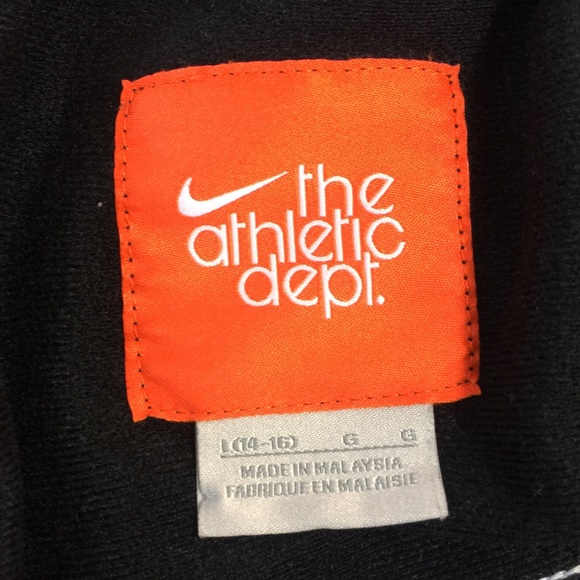 the
athletic
dept.
L(14-16) G G
MADE IN MALAYSIA
FABRIQUE EN MALAISIE